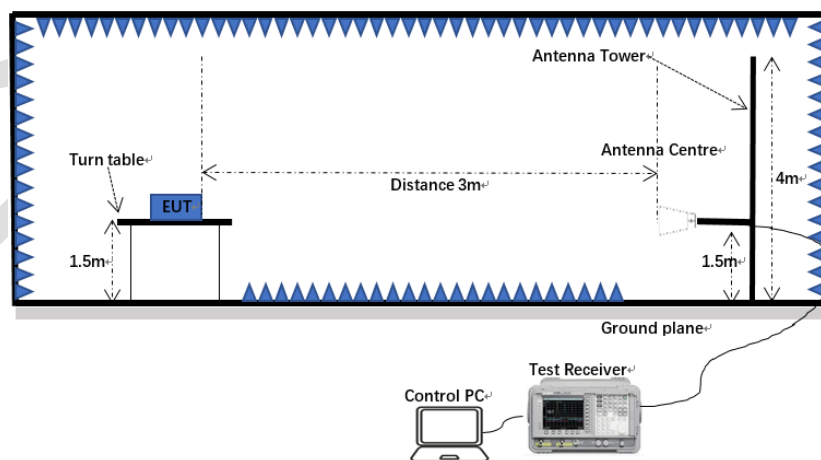 Antenna Tower
Turn table
Antenna Centre
Distance 3m
4m
EUT
1.5m
1.5m
Ground plane
Test Receiver
Control PC